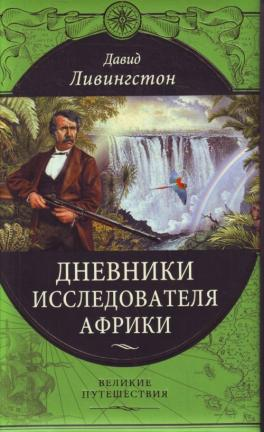 Давид
Ливингстон
ДНЕВНИКИ
ИССЛЕДОВАТЕЛЯ
АФРИКИ
ВЕЛИКИЕ
ПУТЕШЕСТВИЯ